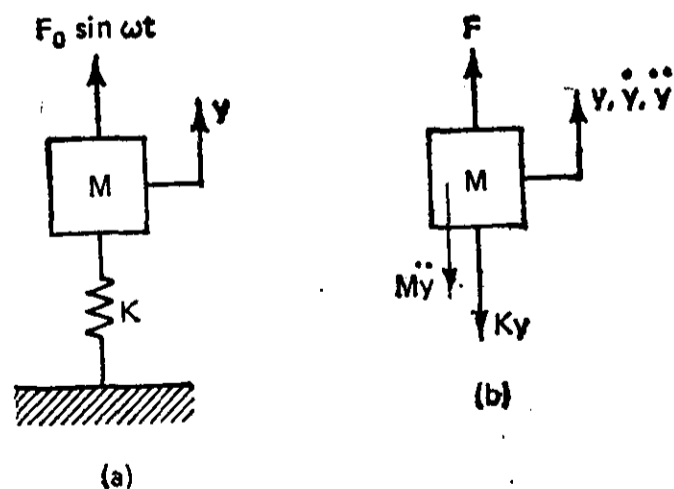 F₀ sin ωt
y
M
K
(a)
F
y, ẏ, ÿ
M
Mÿ
Ky
(b)